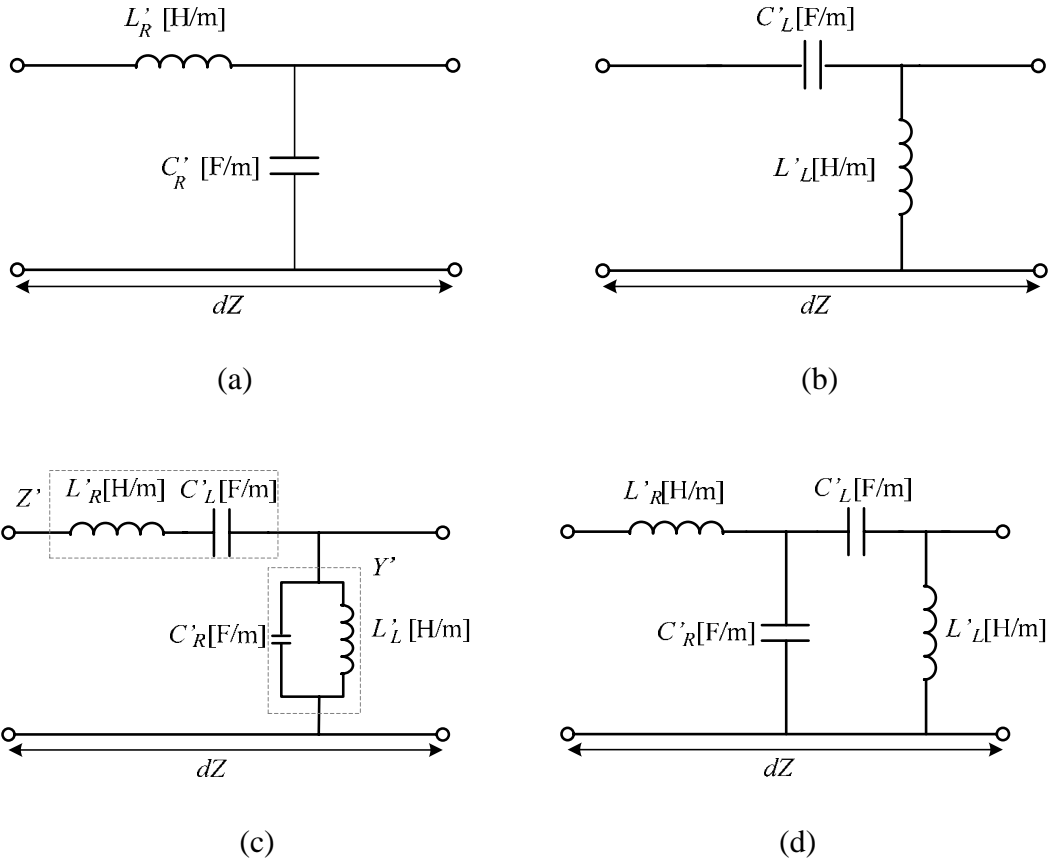 L'R [H/m]
C'R [F/m]
dZ
(a)
C'L[F/m]
L'L[H/m]
dZ
(b)
Z'
L'R[H/m]
C'L[F/m]
Y'
C'R[F/m]
L'L [H/m]
dZ
(c)
L'R[H/m]
C'L[F/m]
C'R[F/m]
L'L[H/m]
dZ
(d)